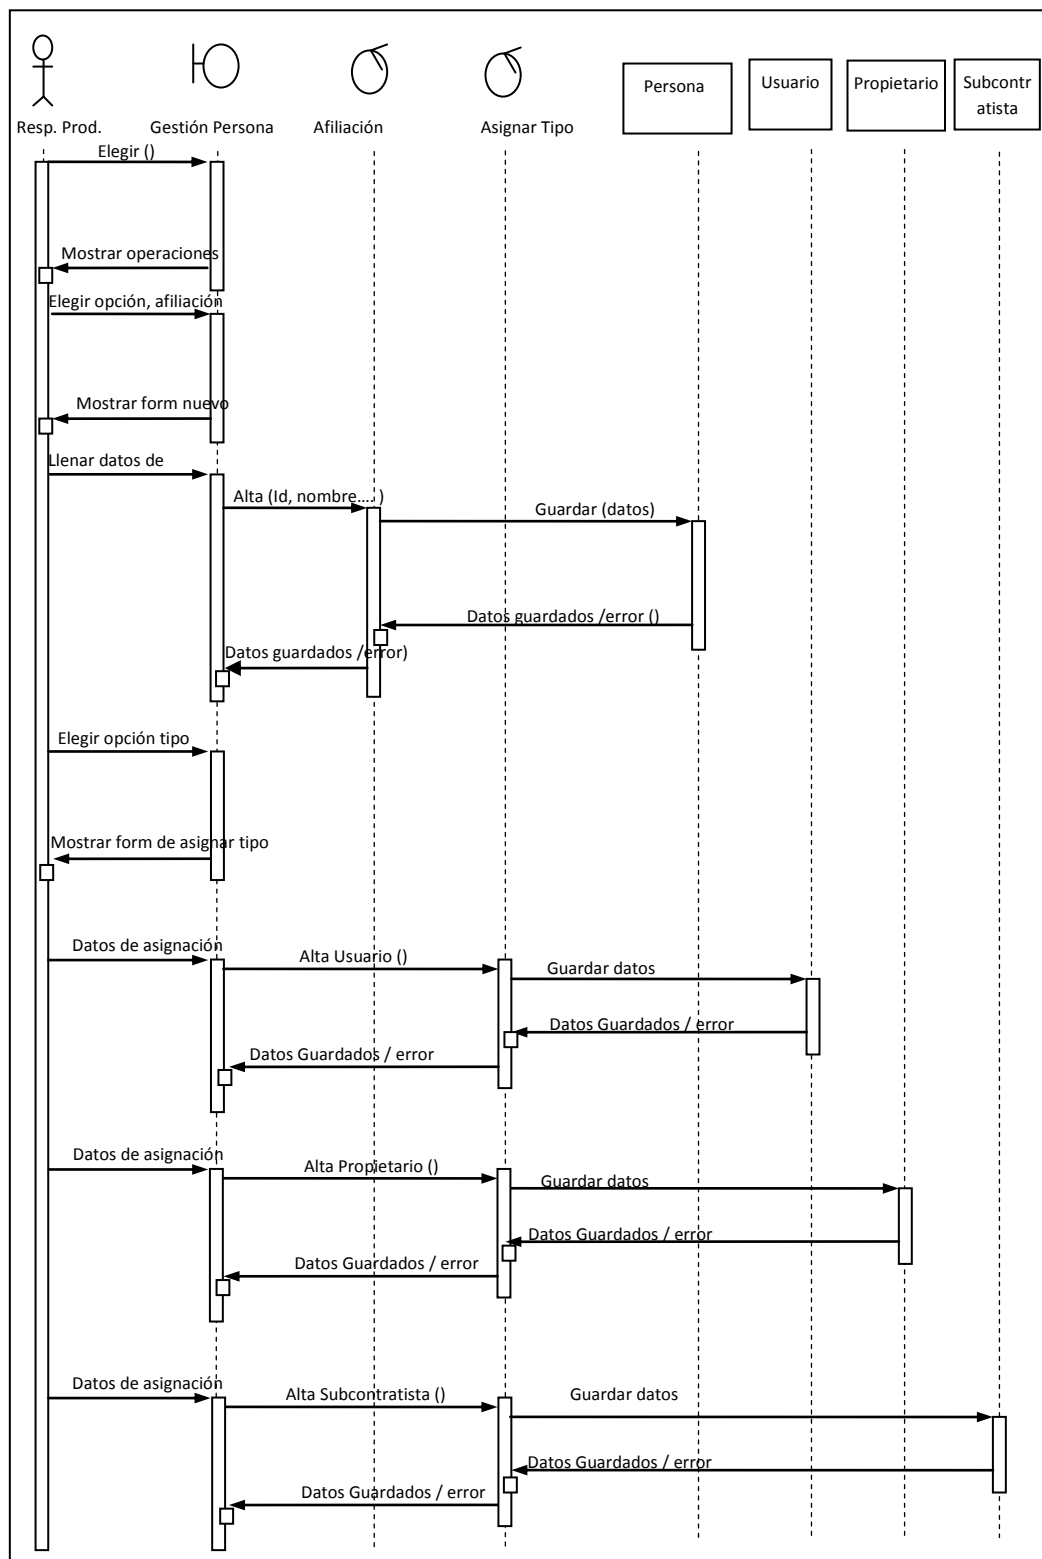 Persona
Usuario
Propietario
Subcontr
atista
Resp. Prod.
Gestión Persona
Afiliación
Asignar Tipo
Elegir ()
Mostrar operaciones
Elegir opción, afiliación
Mostrar form nuevo
Llenar datos de
Alta (Id, nombre.... )
Guardar (datos)
Datos guardados /error ()
Datos guardados /error)
Elegir opción tipo
Mostrar form de asignar tipo
Datos de asignación
Alta Usuario ()
Guardar datos
Datos Guardados / error
Datos Guardados / error
Datos de asignación
Alta Propietario ()
Guardar datos
Datos Guardados / error
Datos Guardados / error
Datos de asignación
Alta Subcontratista ()
Guardar datos
Datos Guardados / error
Datos Guardados / error